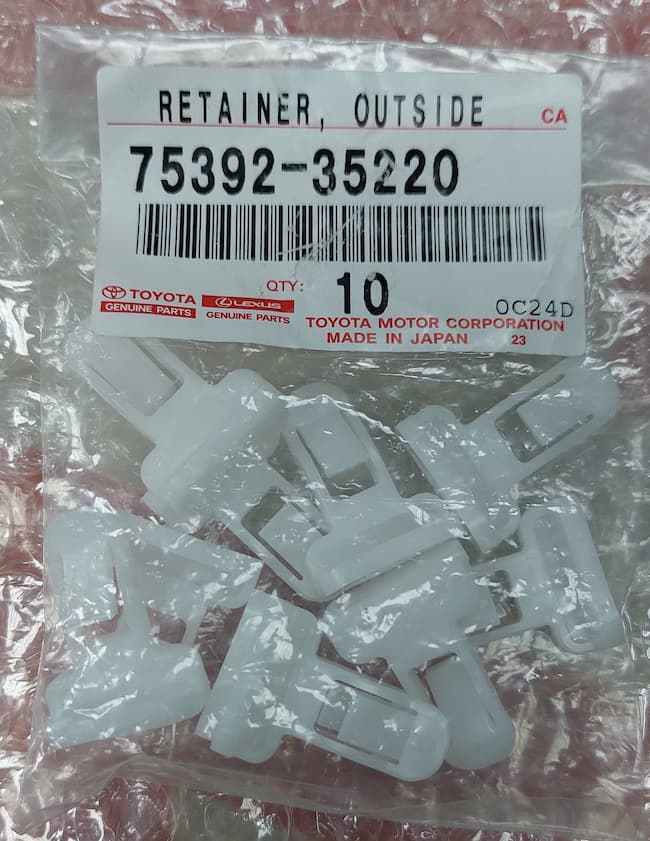 RETAINER, OUTSIDE CA
75392-35220
QTY: 10
TOYOTA
GENUINE PARTS
LEXUS
GENUINE PARTS
OC24D
TOYOTA MOTOR CORPORATION
MADE IN JAPAN 23